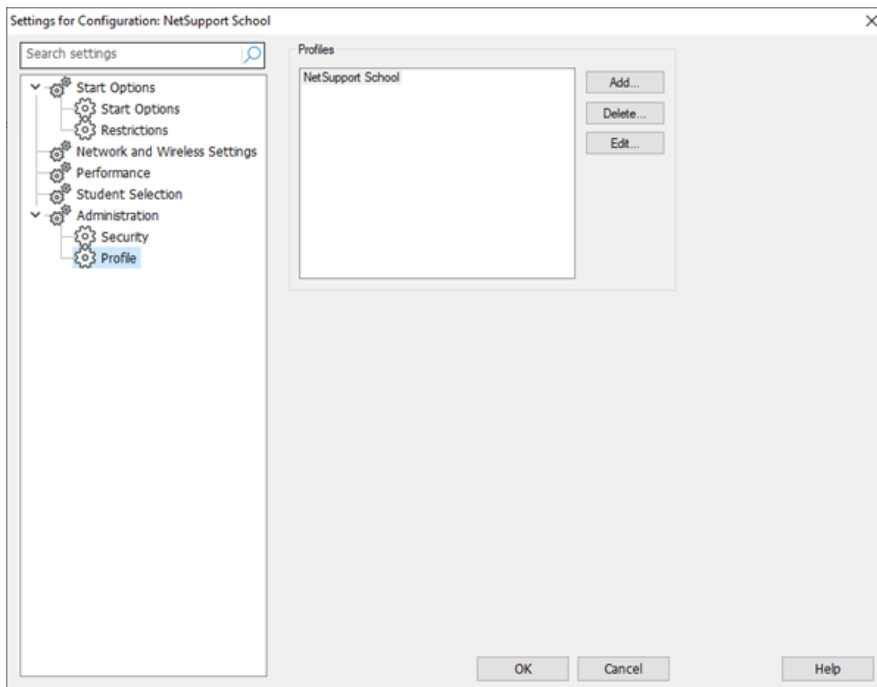 Settings for Configuration: NetSupport School
Search settings
Start Options
Start Options
Restrictions
Network and Wireless Settings
Performance
Student Selection
Administration
Security
Profile
Profiles
NetSupport School
Add...
Delete...
Edit...
OK
Cancel
Help